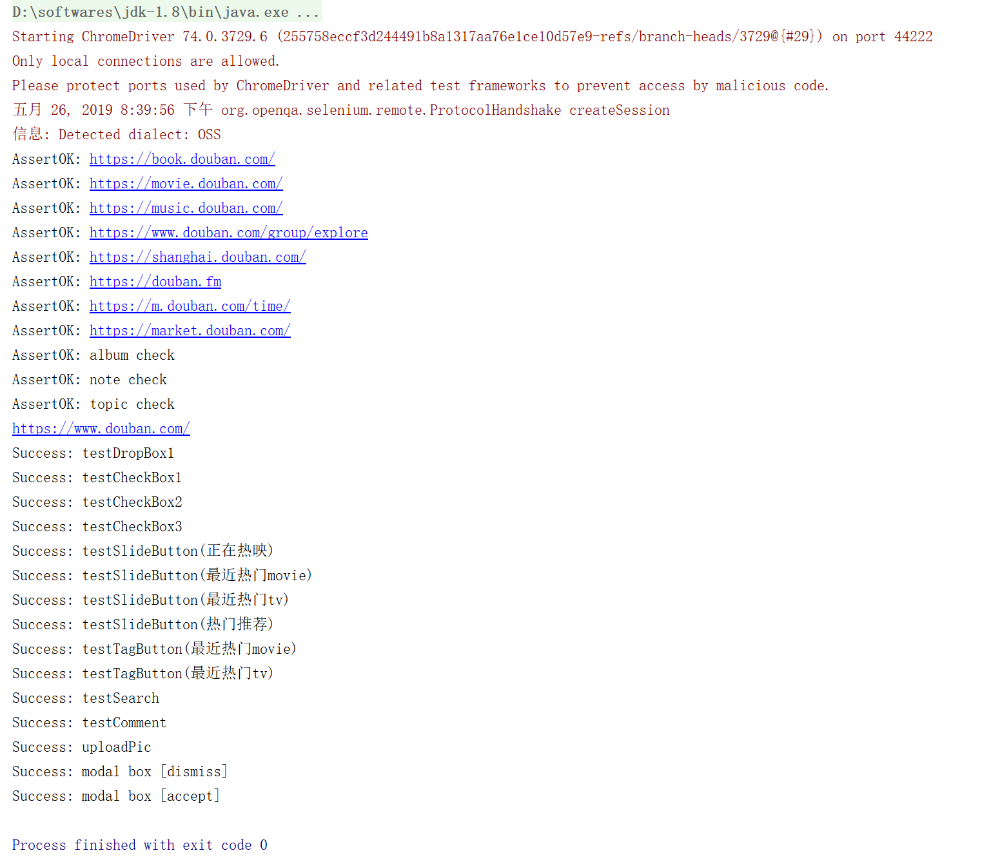 D:\softwares\jdk-1.8\bin\java.exe ...
Starting ChromeDriver 74.0.3729.6 (255758eccf3d244491b8a1317aa76e1ce10d57e9-refs/branch-heads/3729@{#29}) on port 44222
Only local connections are allowed.
Please protect ports used by ChromeDriver and related test frameworks to prevent access by malicious code.
五月 26, 2019 8:39:56 下午 org.openqa.selenium.remote.ProtocolHandshake createSession
信息: Detected dialect: OSS
AssertOK: https://book.douban.com/
AssertOK: https://movie.douban.com/
AssertOK: https://music.douban.com/
AssertOK: https://www.douban.com/group/explore
AssertOK: https://shanghai.douban.com/
AssertOK: https://douban.fm
AssertOK: https://m.douban.com/time/
AssertOK: https://market.douban.com/
AssertOK: album check
AssertOK: note check
AssertOK: topic check
https://www.douban.com/
Success: testDropBox1
Success: testCheckBox1
Success: testCheckBox2
Success: testCheckBox3
Success: testSlideButton(正在热映)
Success: testSlideButton(最近热门movie)
Success: testSlideButton(最近热门tv)
Success: testSlideButton(热门推荐)
Success: testTagButton(最近热门movie)
Success: testTagButton(最近热门tv)
Success: testSearch
Success: testComment
Success: uploadPic
Success: modal box [dismiss]
Success: modal box [accept]
Process finished with exit code 0